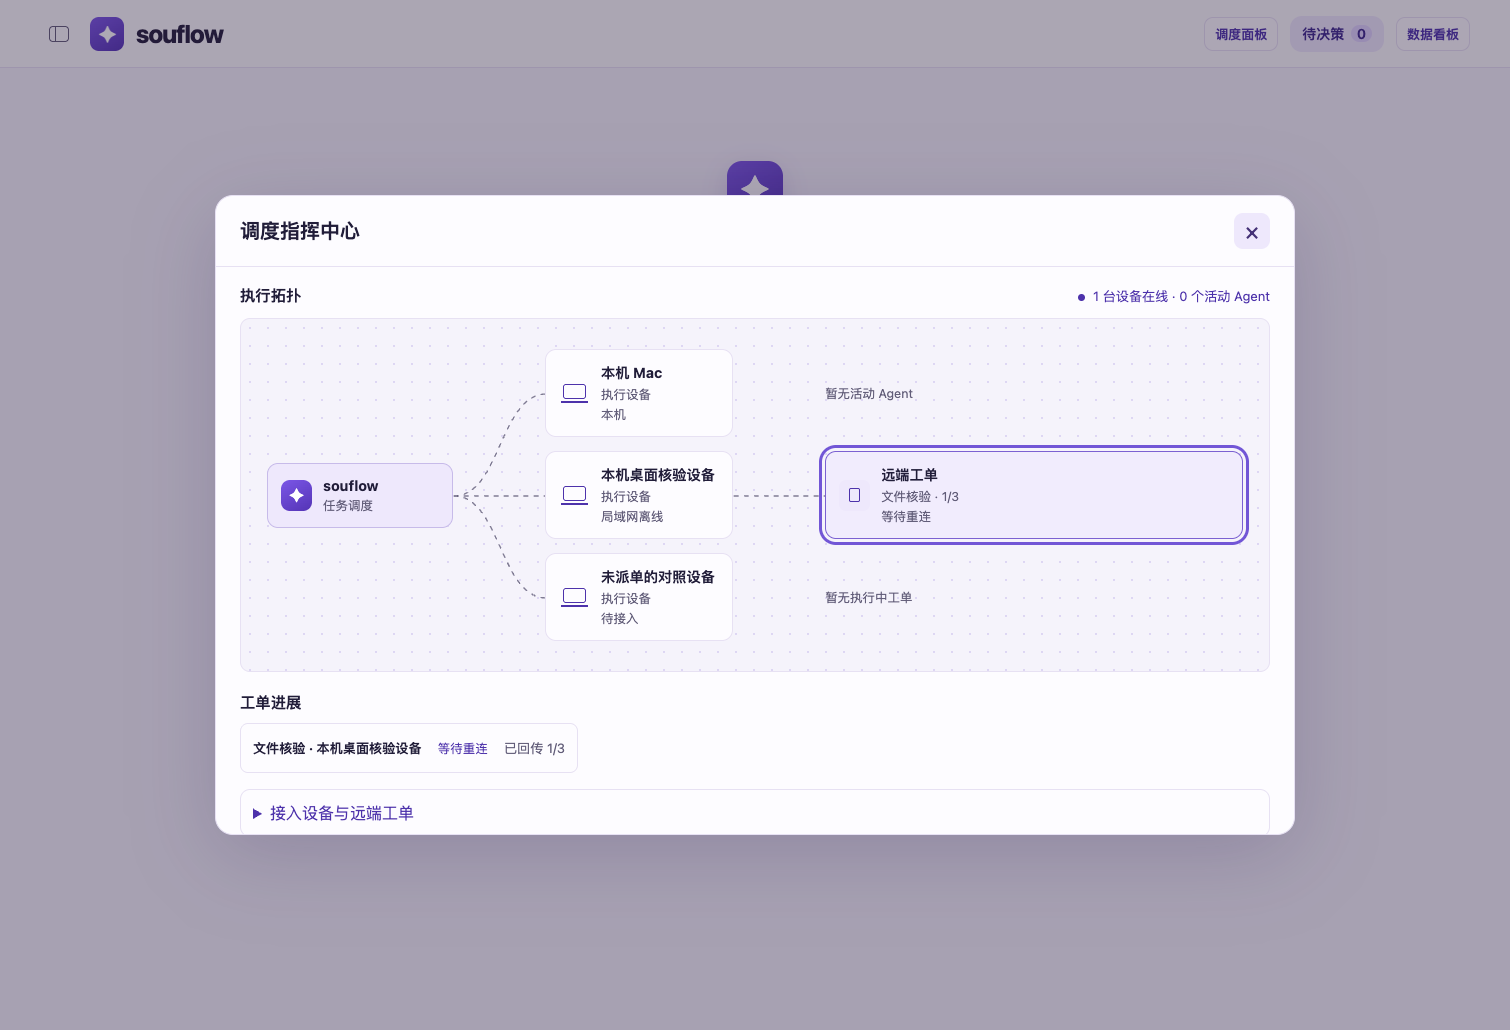 souflow
调度面板
待决策 0
数据看板
调度指挥中心
执行拓扑
1 台设备在线 · 0 个活动 Agent
souflow
任务调度
本机 Mac
执行设备
本机
暂无活动 Agent
本机桌面核验设备
执行设备
局域网离线
远端工单
文件核验 · 1/3
等待重连
未派单的对照设备
执行设备
待接入
暂无执行中工单
工单进展
文件核验 · 本机桌面核验设备 等待重连 已回传 1/3
接入设备与远端工单